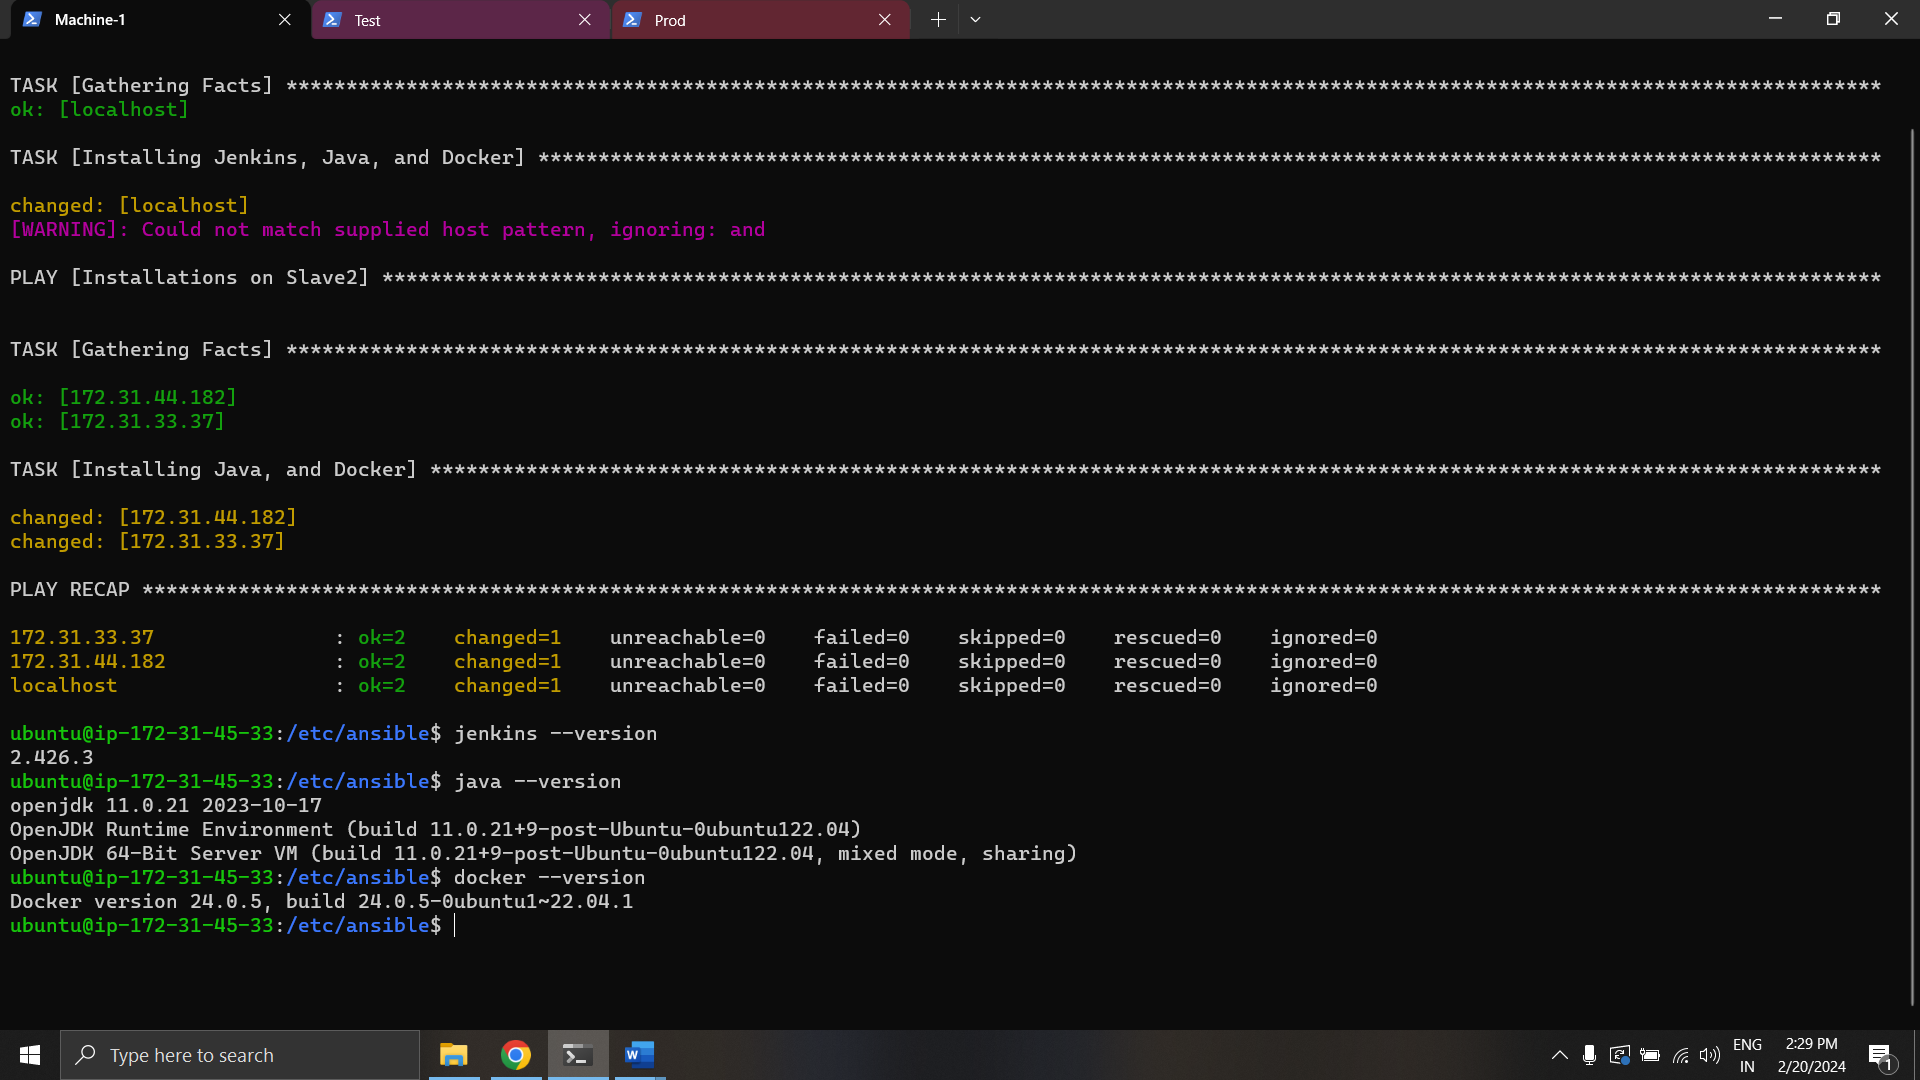 Machine-1
Test
Prod
TASK [Gathering Facts] *************************************************************************************************************************************
ok: [localhost]
TASK [Installing Jenkins, Java, and Docker] ****************************************************************************************************************
changed: [localhost]
[WARNING]: Could not match supplied host pattern, ignoring: and
PLAY [Installations on Slave2] *****************************************************************************************************************************
TASK [Gathering Facts] *************************************************************************************************************************************
ok: [172.31.44.182]
ok: [172.31.33.37]
TASK [Installing Java, and Docker] *************************************************************************************************************************
changed: [172.31.44.182]
changed: [172.31.33.37]
PLAY RECAP *************************************************************************************************************************************************
172.31.33.37               : ok=2    changed=1    unreachable=0    failed=0    skipped=0    rescued=0    ignored=0
172.31.44.182              : ok=2    changed=1    unreachable=0    failed=0    skipped=0    rescued=0    ignored=0
localhost                  : ok=2    changed=1    unreachable=0    failed=0    skipped=0    rescued=0    ignored=0
ubuntu@ip-172-31-45-33:/etc/ansible$ jenkins --version
2.426.3
ubuntu@ip-172-31-45-33:/etc/ansible$ java --version
openjdk 11.0.21 2023-10-17
OpenJDK Runtime Environment (build 11.0.21+9-post-Ubuntu-0ubuntu122.04)
OpenJDK 64-Bit Server VM (build 11.0.21+9-post-Ubuntu-0ubuntu122.04, mixed mode, sharing)
ubuntu@ip-172-31-45-33:/etc/ansible$ docker --version
Docker version 24.0.5, build 24.0.5-0ubuntu1~22.04.1
ubuntu@ip-172-31-45-33:/etc/ansible$
Type here to search
W
ENG
IN
2:29 PM
2/20/2024
1